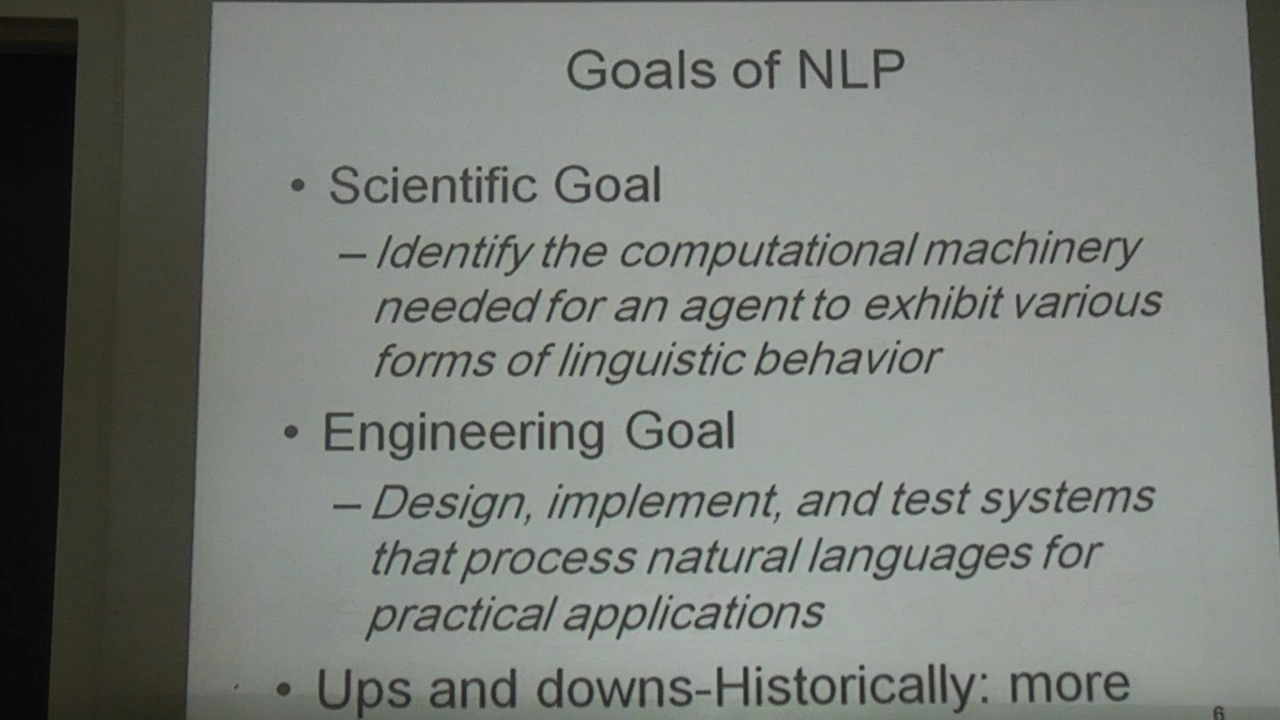 Goals of NLP
• Scientific Goal
– Identify the computational machinery
needed for an agent to exhibit various
forms of linguistic behavior
• Engineering Goal
– Design, implement, and test systems
that process natural languages for
practical applications
• Ups and downs-Historically: more
6